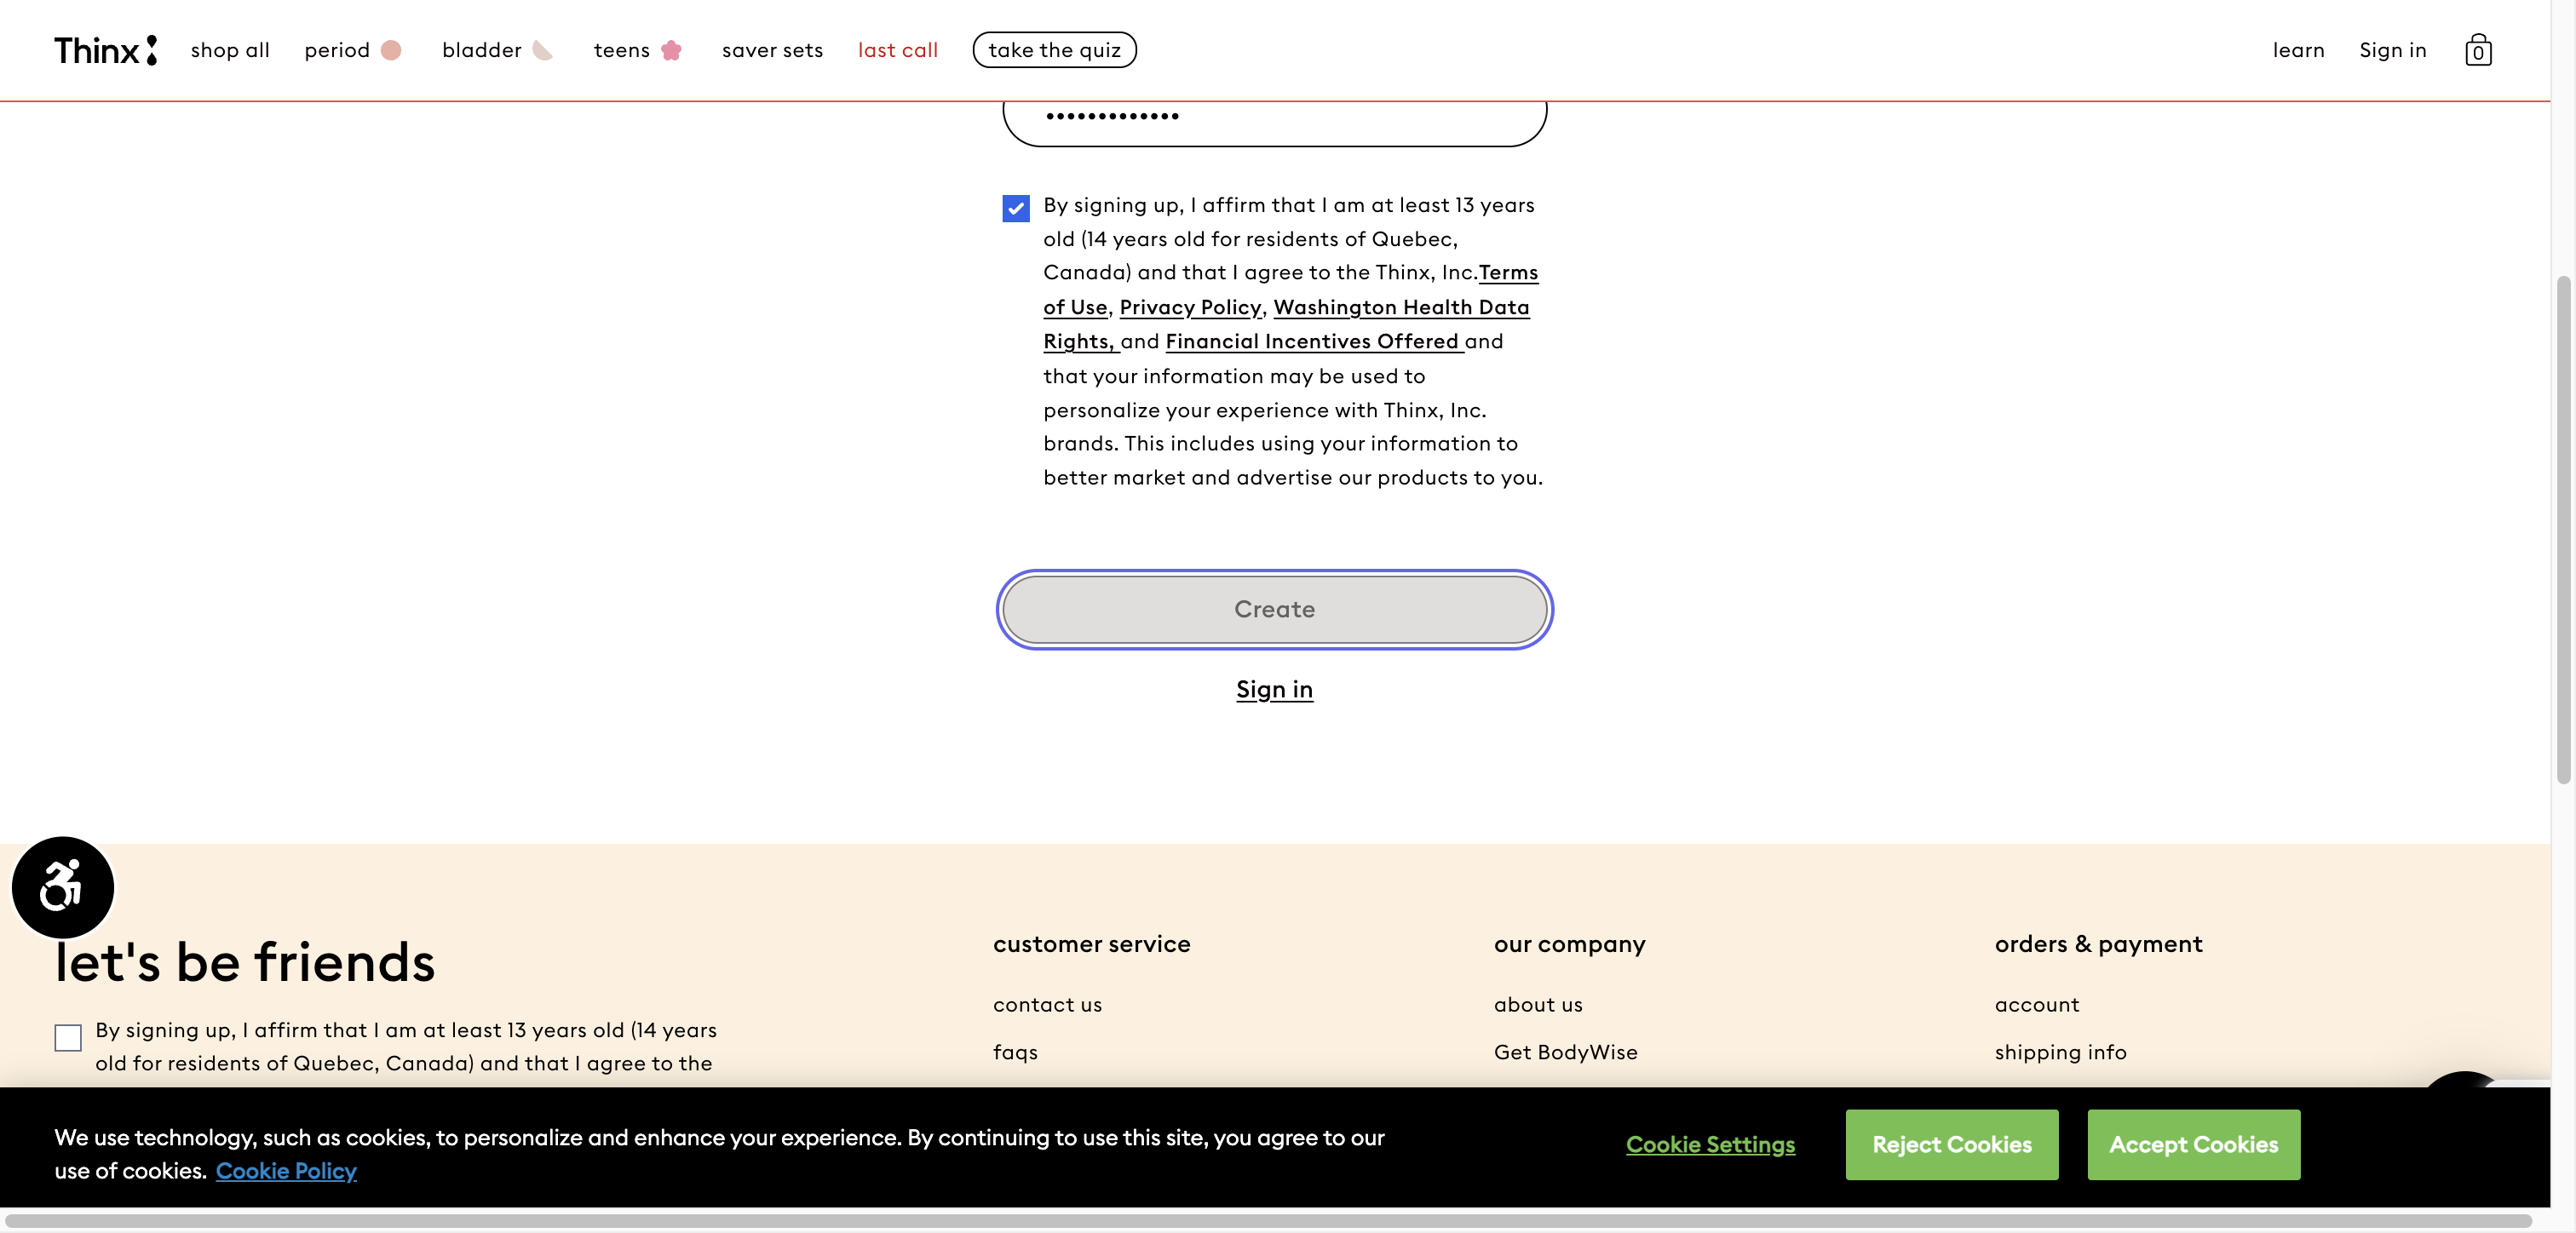 Thinx
shop all
period
bladder
teens
saver sets
last call
take the quiz
learn
Sign in
0
•••••••••••••
By signing up, I affirm that I am at least 13 years
old (14 years old for residents of Quebec,
Canada) and that I agree to the Thinx, Inc.Terms
of Use, Privacy Policy, Washington Health Data
Rights, and Financial Incentives Offered and
that your information may be used to
personalize your experience with Thinx, Inc.
brands. This includes using your information to
better market and advertise our products to you.
Create
Sign in
let's be friends
By signing up, I affirm that I am at least 13 years old (14 years
old for residents of Quebec, Canada) and that I agree to the
customer service
contact us
faqs
our company
about us
Get BodyWise
orders & payment
account
shipping info
We use technology, such as cookies, to personalize and enhance your experience. By continuing to use this site, you agree to our
use of cookies. Cookie Policy
Cookie Settings
Reject Cookies
Accept Cookies